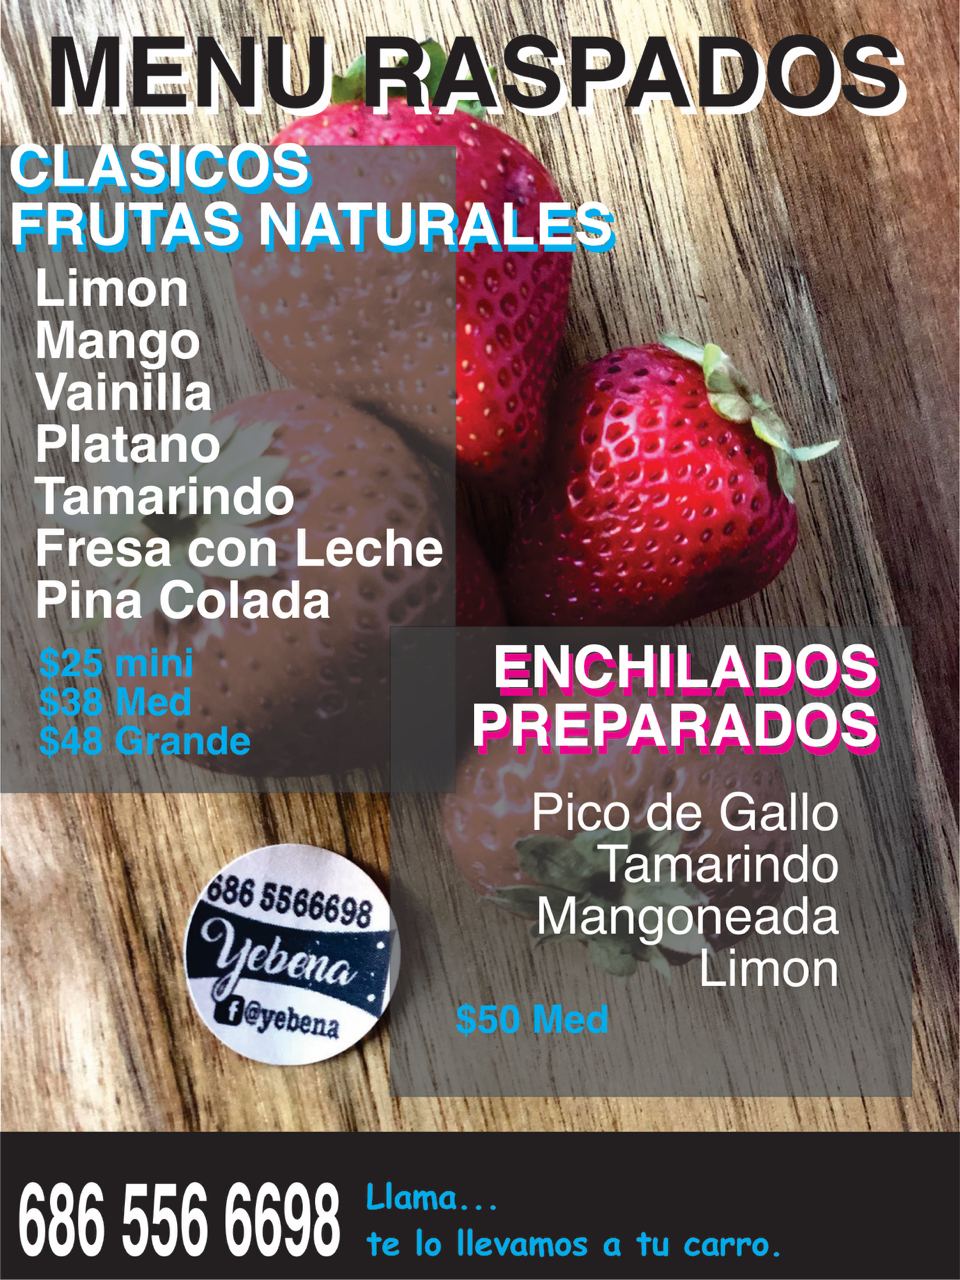 MENU RASPADOS
CLASICOS
FRUTAS NATURALES
Limon
Mango
Vainilla
Platano
Tamarindo
Fresa con Leche
Pina Colada
$25 mini
$38 Med
$48 Grande
ENCHILADOS
PREPARADOS
Pico de Gallo
Tamarindo
Mangoneada
Limon
$50 Med
686 5566698
Yebena
f@yebena
686 556 6698
Llama...
te lo llevamos a tu carro.